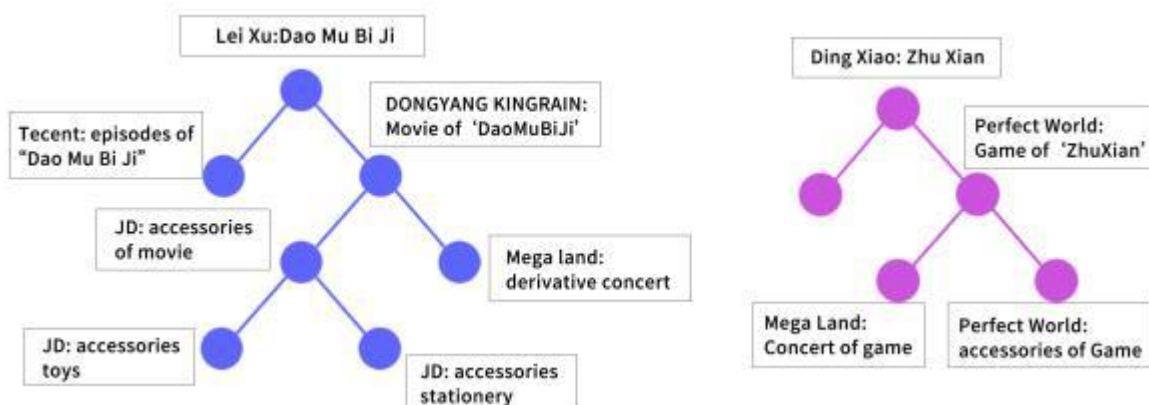 Lei Xu:Dao Mu Bi Ji
DONGYANG KINGRAIN:
Movie of ‘DaoMuBiJi’
Tecent: episodes of
“Dao Mu Bi Ji”
JD: accessories
of movie
Mega land:
derivative concert
JD: accessories
toys
JD: accessories
stationery
Ding Xiao: Zhu Xian
Perfect World:
Game of ‘ZhuXian’
Mega Land:
Concert of game
Perfect World:
accessories of Game